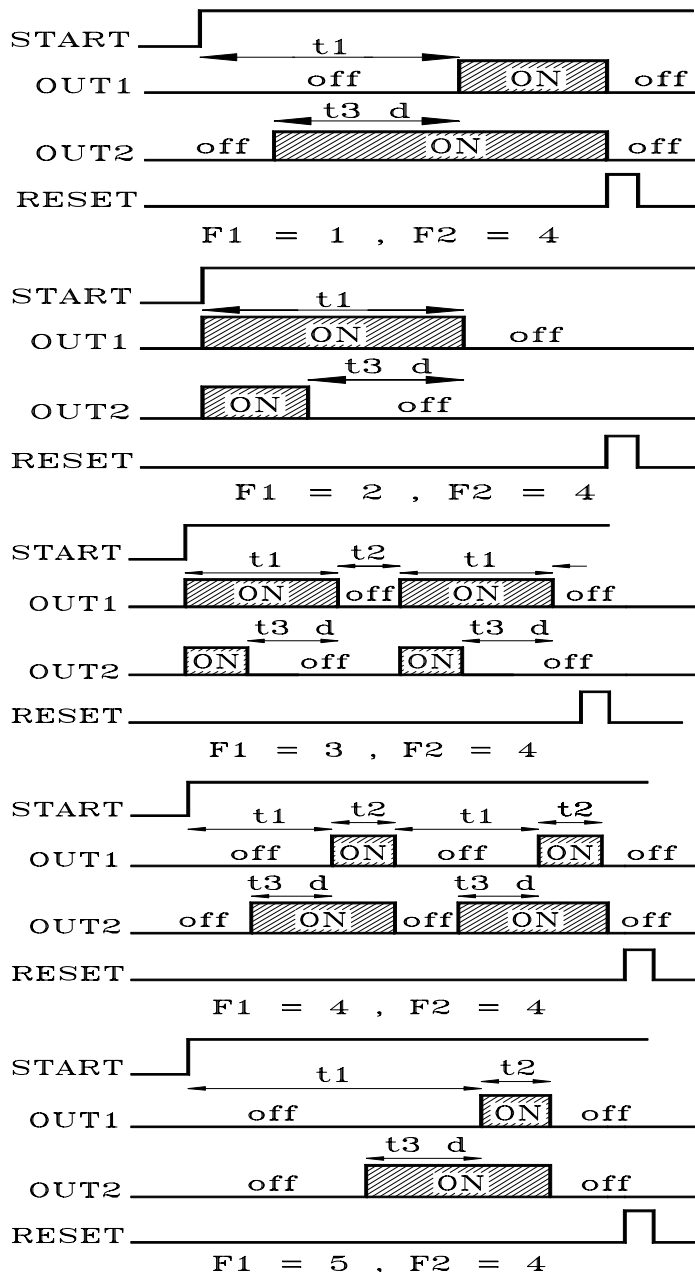 START
t1
OUT1 off ON off
t3 d
OUT2 off ON off
RESET
F1 = 1 , F2 = 4
START
t1
OUT1 ON off
t3 d
OUT2 ON off
RESET
F1 = 2 , F2 = 4
START
t1 t2 t1
OUT1 ON off ON off
t3 d t3 d
OUT2 ON off ON off
RESET
F1 = 3 , F2 = 4
START
t1 t2 t1 t2
OUT1 off ON off ON off
t3 d t3 d
OUT2 off ON off ON off
RESET
F1 = 4 , F2 = 4
START
t1 t2
OUT1 off ON off
t3 d
OUT2 off ON off
RESET
F1 = 5 , F2 = 4